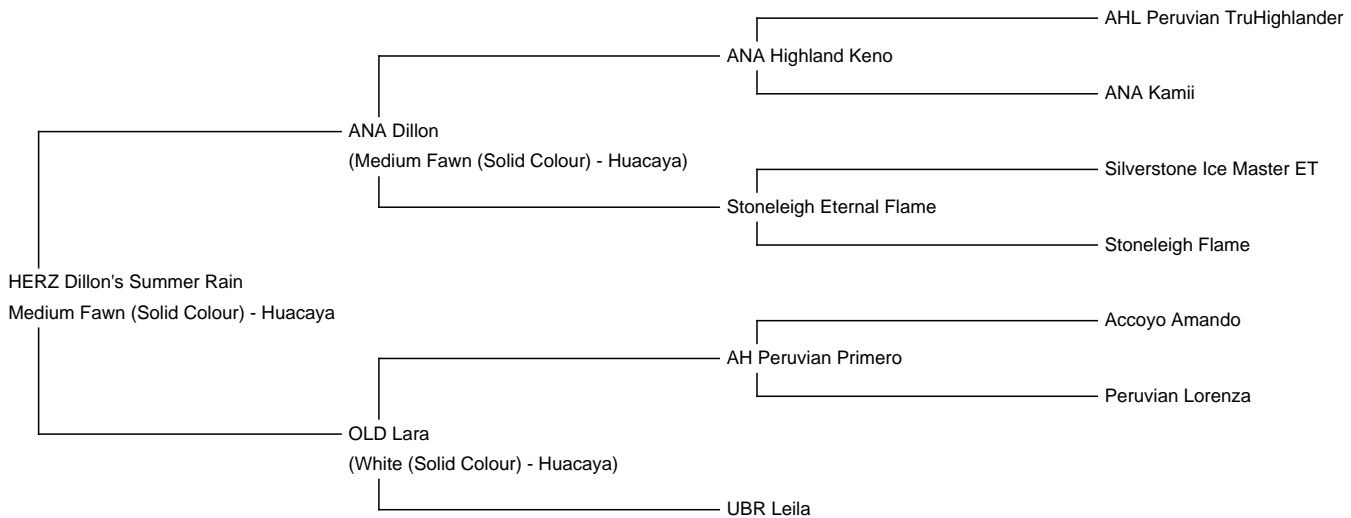 AHL Peruvian TruHighlander
ANA Highland Keno
ANA Kamii
ANA Dillon
(Medium Fawn (Solid Colour) - Huacaya)
Silverstone Ice Master ET
Stoneleigh Eternal Flame
Stoneleigh Flame
HERZ Dillon's Summer Rain
Medium Fawn (Solid Colour) - Huacaya
Accoyo Amando
AH Peruvian Primero
Peruvian Lorenza
OLD Lara
(White (Solid Colour) - Huacaya)
UBR Leila